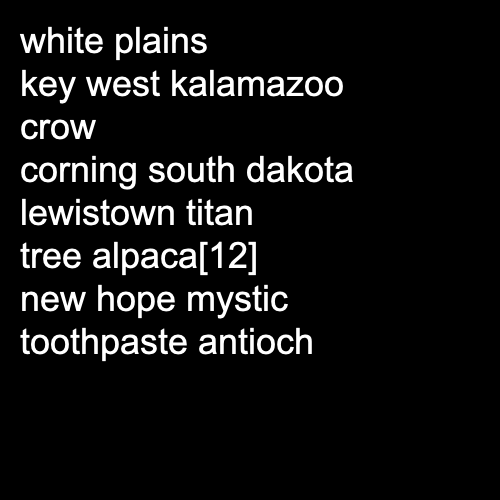 white plains
key west kalamazoo
crow
corning south dakota
lewistown titan
tree alpaca[12]
new hope mystic
toothpaste antioch